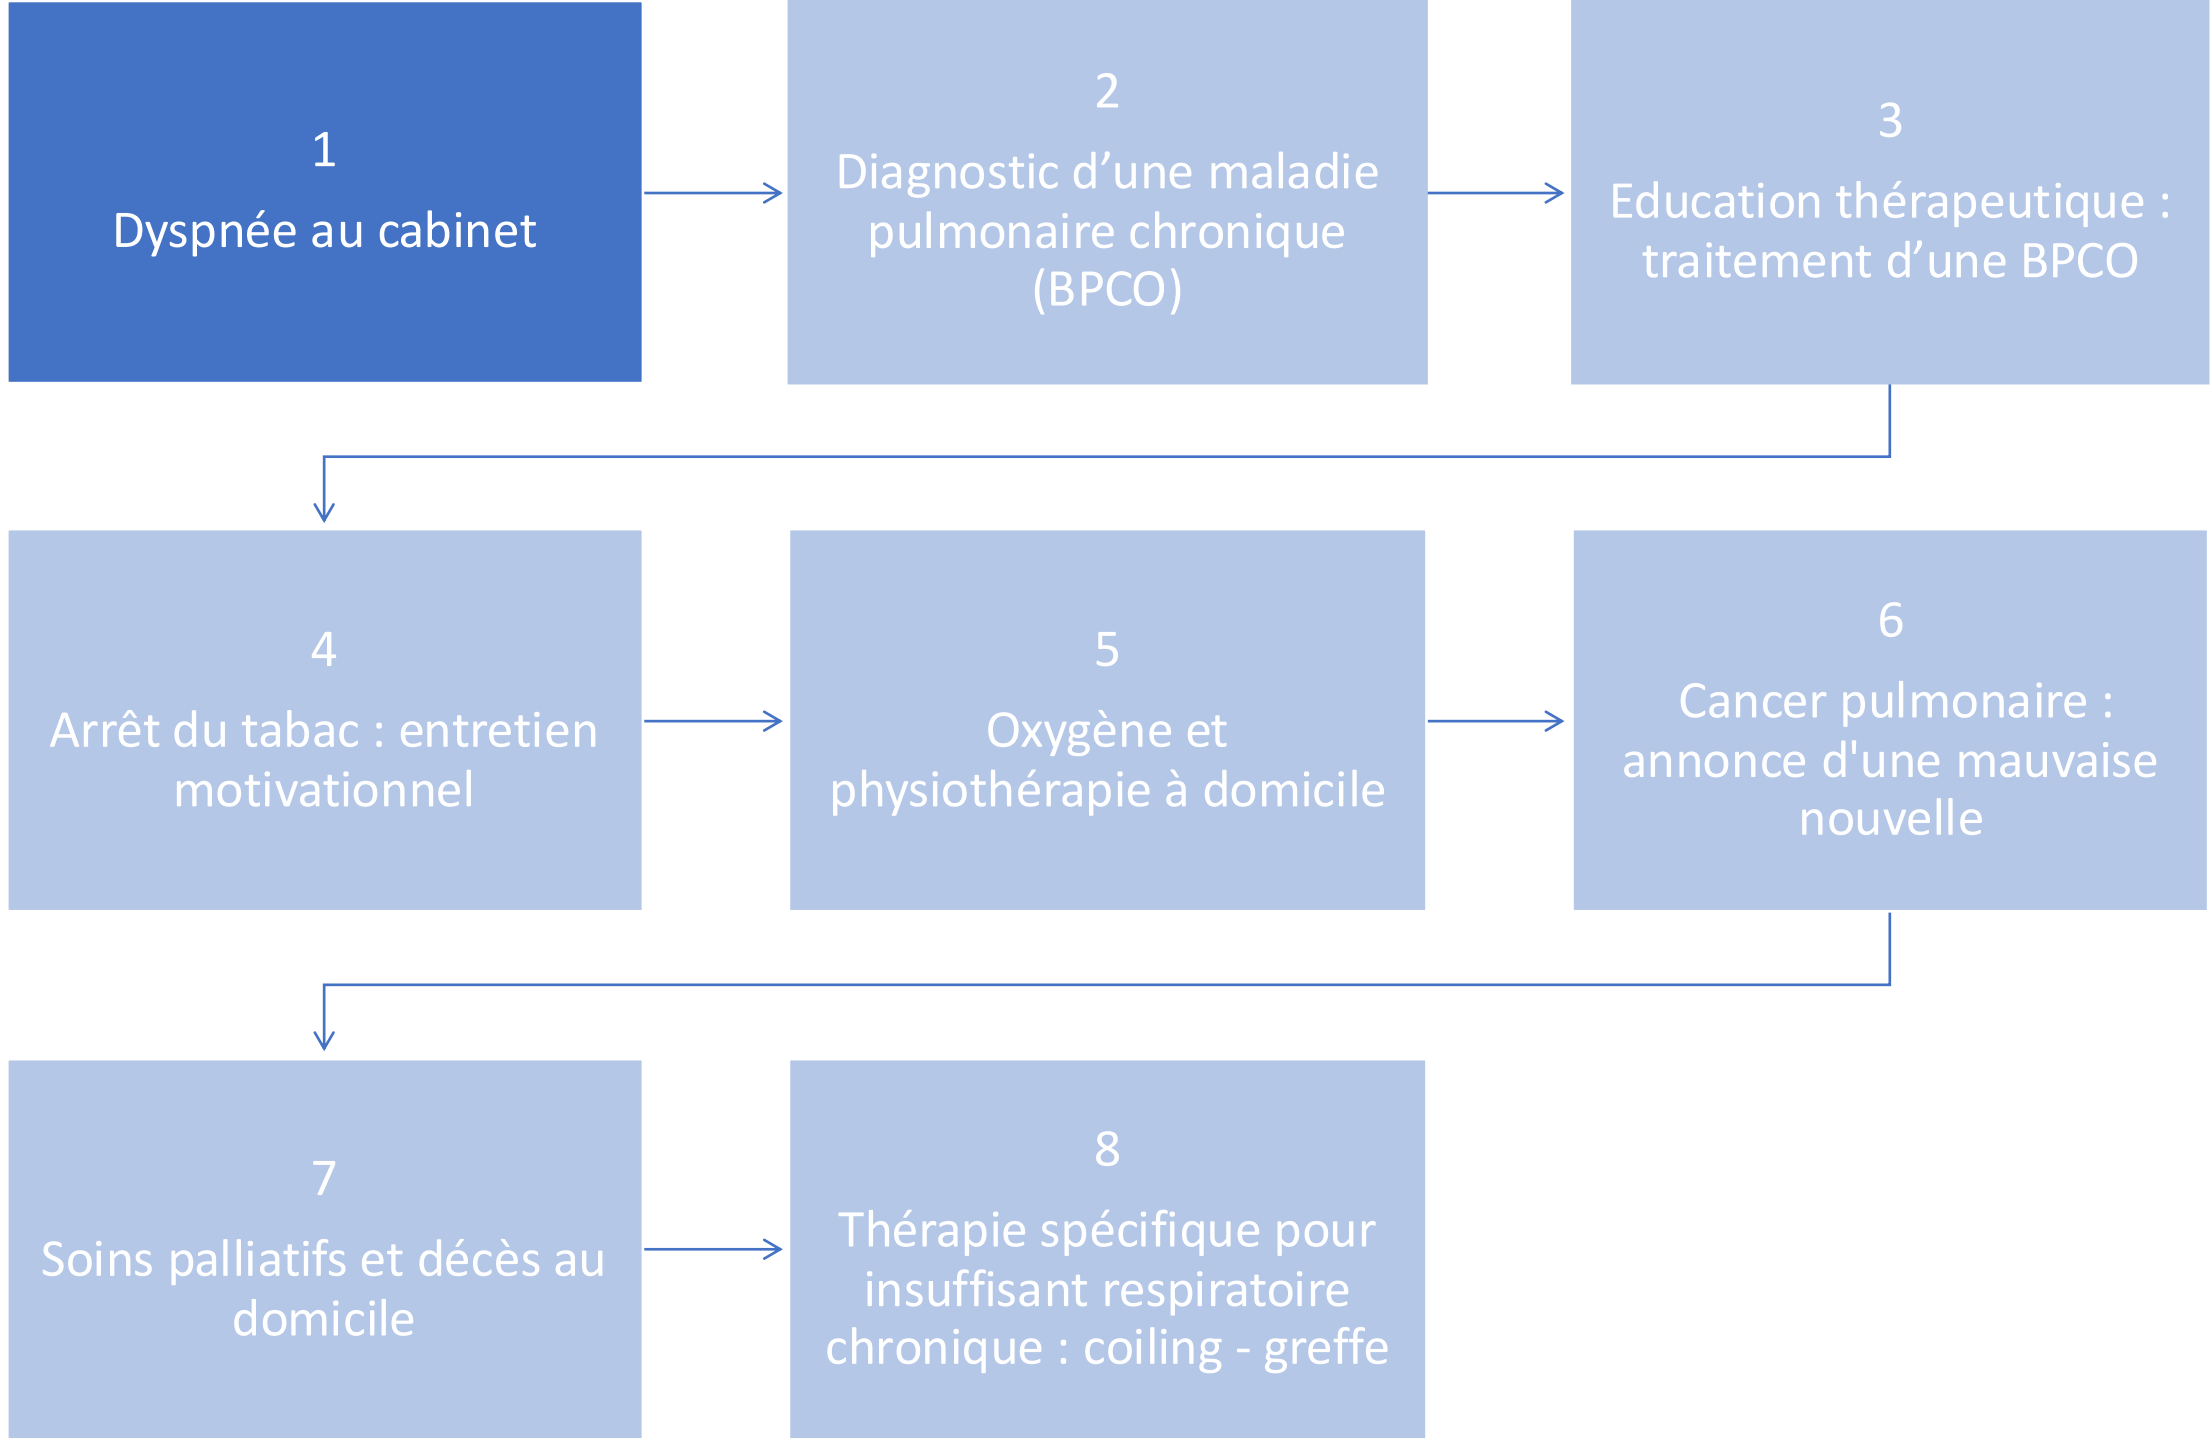 1
Dyspnée au cabinet
2
Diagnostic d’une maladie
pulmonaire chronique
(BPCO)
3
Education thérapeutique :
traitement d’une BPCO
4
Arrêt du tabac : entretien
motivationnel
5
Oxygène et
physiothérapie à domicile
6
Cancer pulmonaire :
annonce d'une mauvaise
nouvelle
7
Soins palliatifs et décès au
domicile
8
Thérapie spécifique pour
insuffisant respiratoire
chronique : coiling - greffe